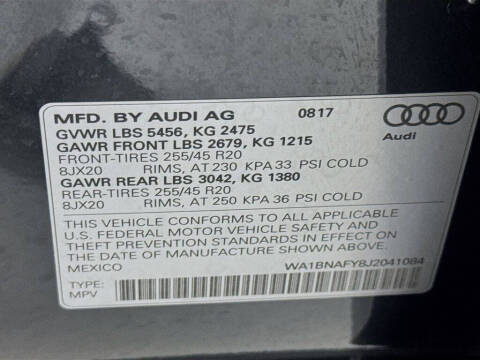 MFD. BY AUDI AG 0817
GVWR LBS 5456, KG 2475
GAWR FRONT LBS 2679, KG 1215
FRONT-TIRES 255/45 R20
8JX20 RIMS, AT 230 KPA 33 PSI COLD
GAWR REAR LBS 3042, KG 1380
REAR-TIRES 255/45 R20
8JX20 RIMS, AT 250 KPA 36 PSI COLD
Audi
THIS VEHICLE CONFORMS TO ALL APPLICABLE
U.S. FEDERAL MOTOR VEHICLE SAFETY AND
THEFT PREVENTION STANDARDS IN EFFECT ON
THE DATE OF MANUFACTURE SHOWN ABOVE.
MEXICO WA1BNAFY8J2041084
TYPE:
MPV